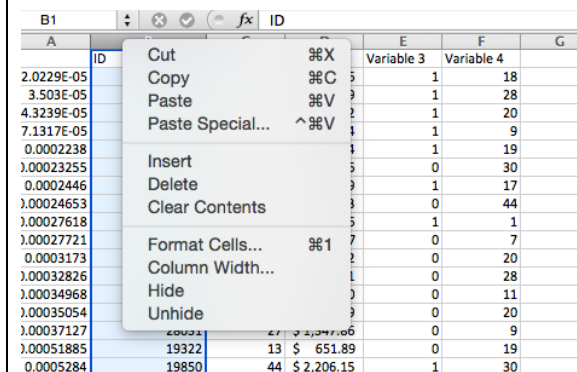 B1 fx ID
A E F G
ID Variable 3 Variable 4
Cut ⌘X
Copy ⌘C
Paste ⌘V
Paste Special... ^⌘V
Insert
Delete
Clear Contents
Format Cells... ⌘1
Column Width...
Hide
Unhide
2.0229E-05 1 18
3.503E-05 1 28
4.3239E-05 1 20
7.1317E-05 1 9
0.0002238 1 19
0.00023255 0 30
0.0002446 1 17
0.00024653 0 44
0.00027618 1 1
0.00027721 0 7
0.0003173 0 20
0.00032826 0 28
0.00034968 0 11
0.00035054 0 20
0.00037127 27 0 9
0.00051885 19322 13 $ 651.89 0 19
0.0005284 19850 44 $ 2,206.15 1 30